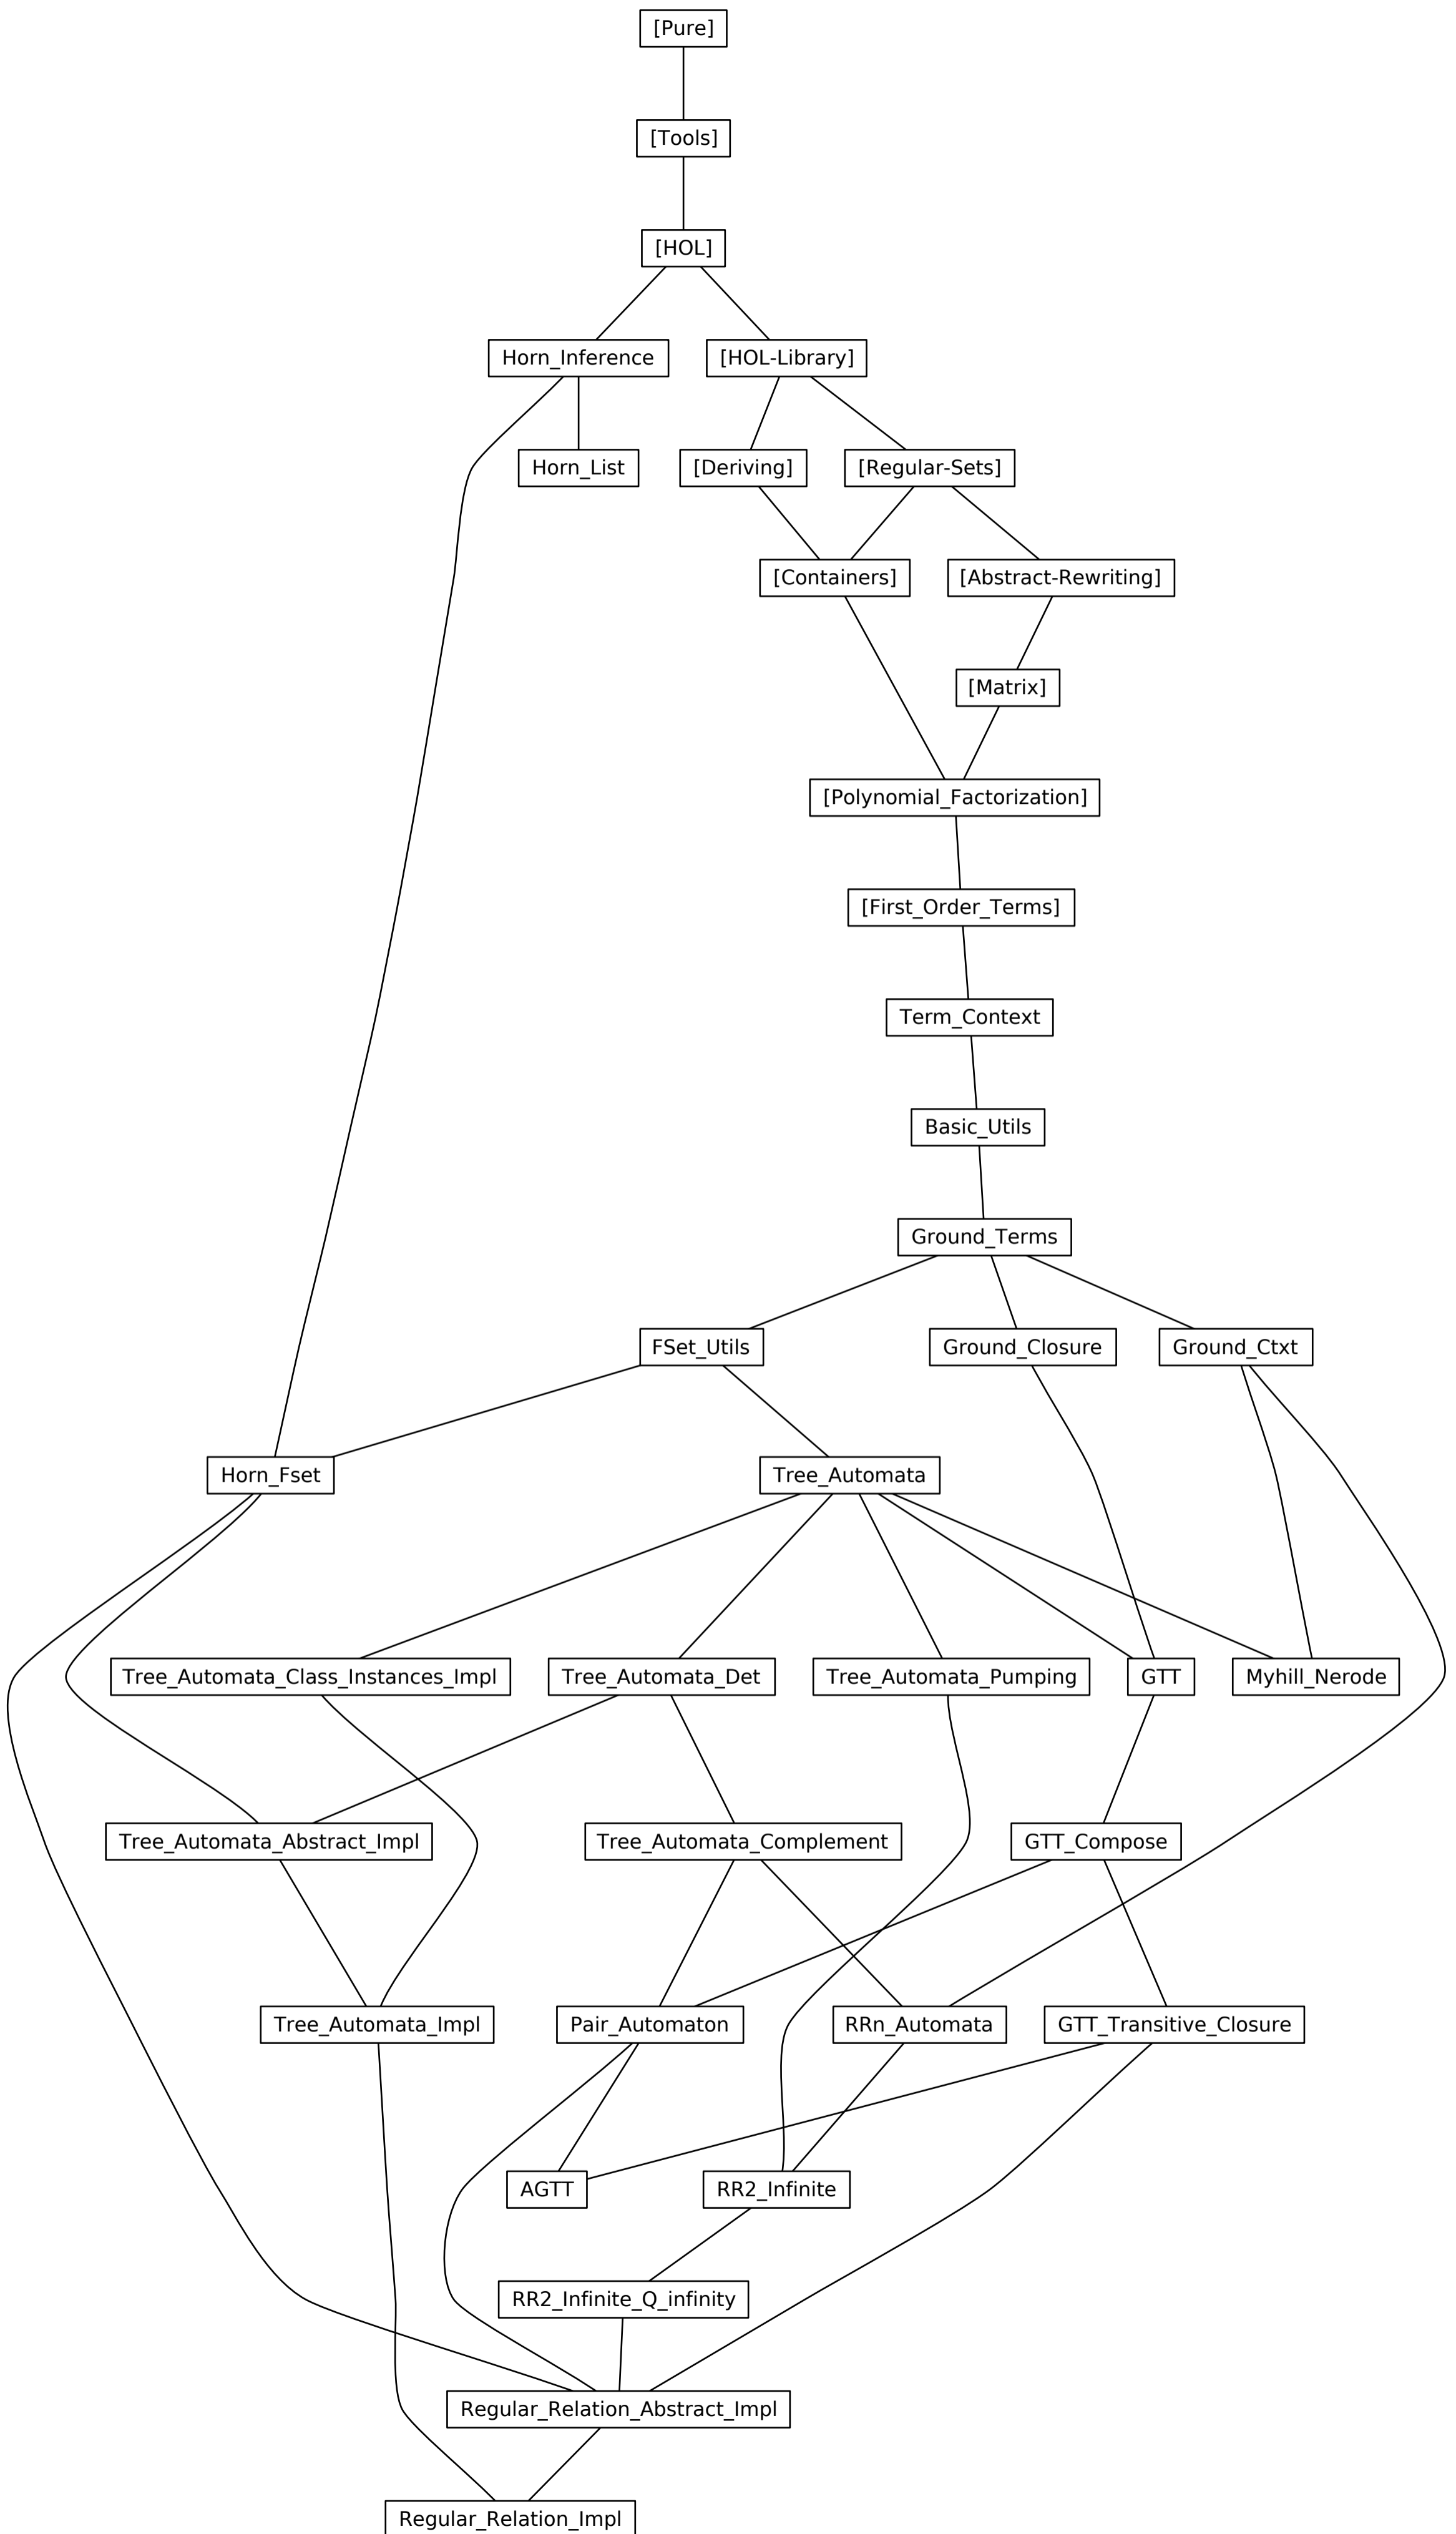 [Pure]
[Tools]
[HOL]
Horn_Inference
[HOL-Library]
Horn_List
[Deriving]
[Regular-Sets]
[Containers]
[Abstract-Rewriting]
[Matrix]
[Polynomial_Factorization]
[First_Order_Terms]
Term_Context
Basic_Utils
Ground_Terms
FSet_Utils
Ground_Closure
Ground_Ctxt
Horn_Fset
Tree_Automata
Tree_Automata_Class_Instances_Impl
Tree_Automata_Det
Tree_Automata_Pumping
GTT
Myhill_Nerode
Tree_Automata_Abstract_Impl
Tree_Automata_Complement
GTT_Compose
Tree_Automata_Impl
Pair_Automaton
RRn_Automata
GTT_Transitive_Closure
AGTT
RR2_Infinite
RR2_Infinite_Q_infinity
Regular_Relation_Abstract_Impl
Regular_Relation_Impl